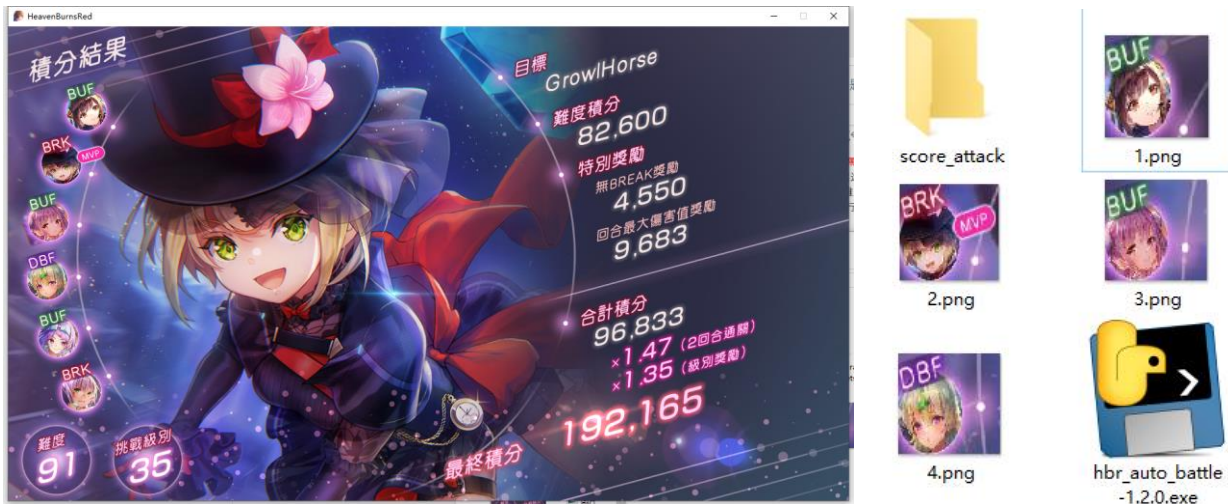 HeavenBurnsRed
積分結果
BUF
BRK
MVP
BUF
DBF
BUF
BRK
難度
91
挑戰級別
35
目標
GrowlHorse
難度積分
82,600
特別獎勵
無BREAK獎勵
4,550
回合最大傷害值獎勵
9,683
合計積分
96,833
×1.47 (2回合通關)
×1.35 (級別獎勵)
最終積分
192,165
score_attack
BUF
1.png
BRK
MVP
2.png
BUF
3.png
DBF
4.png
hbr_auto_battle
-1.2.0.exe